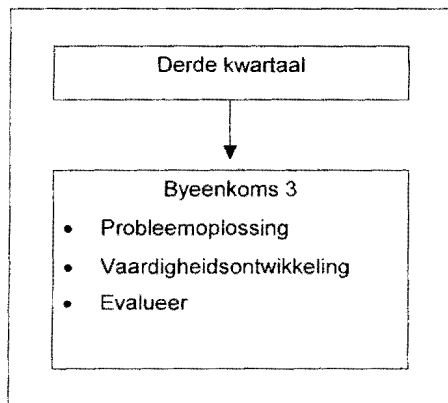 Derde kwartaal
Byeenkoms 3
• Probleemoplossing
• Vaardigheidsontwikkeling
• Evalueer